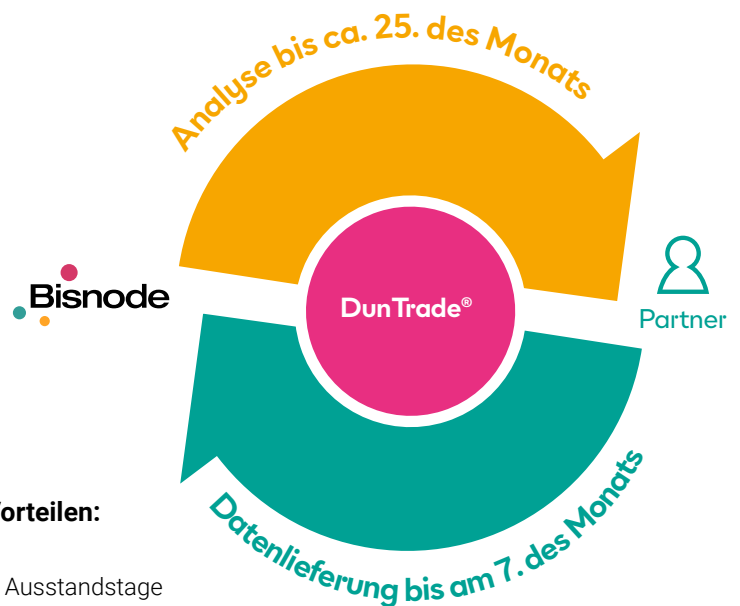 Analyse bis ca. 25. des Monats
Bisnode
DunTrade®
Partner
Datenlieferung bis am 7. des Monats
orteilen:
Ausstandstage